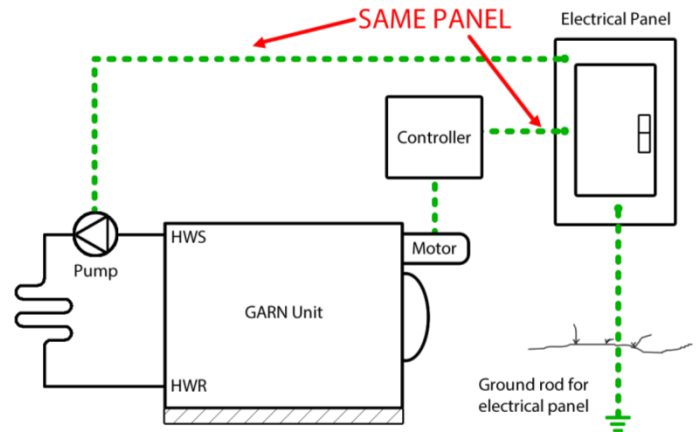 SAME PANEL
Electrical Panel
Controller
HWS
Motor
Pump
GARN Unit
HWR
Ground rod for
electrical panel